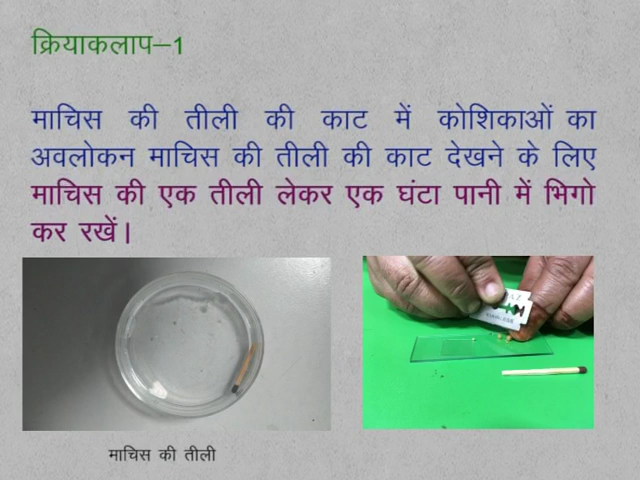 क्रियाकलाप–1
माचिस की तीली की काट में कोशिकाओं का
अवलोकन माचिस की तीली की काट देखने के लिए
माचिस की एक तीली लेकर एक घंटा पानी में भिगो
कर रखें।
माचिस की तीली